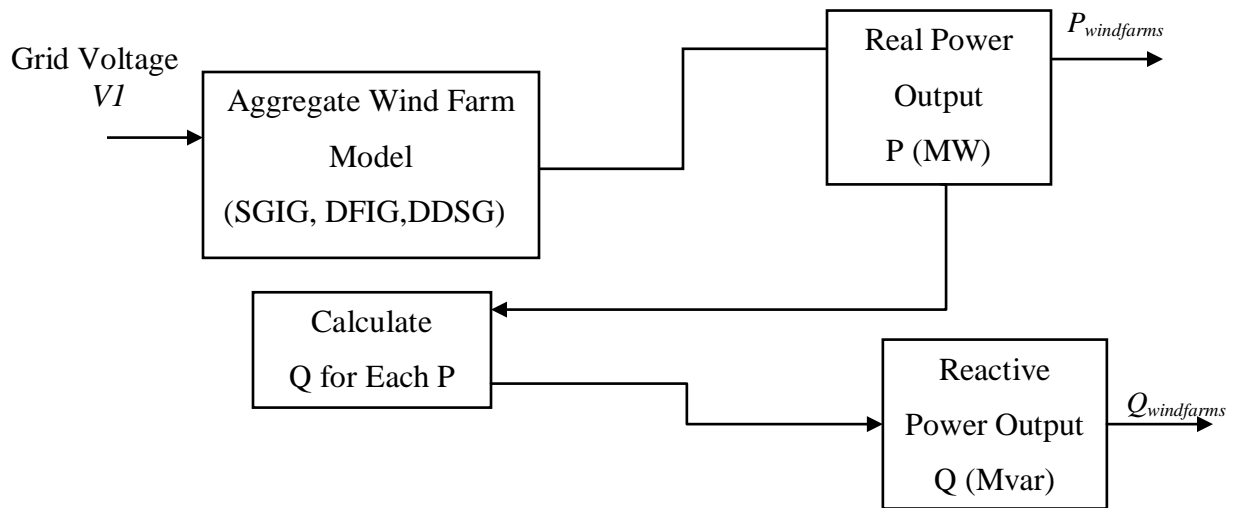 Grid Voltage
V1
Aggregate Wind Farm
Model
(SGIG, DFIG,DDSG)
Real Power
Output
P (MW)
Pwindfarms
Calculate
Q for Each P
Reactive
Power Output
Q (Mvar)
Qwindfarms